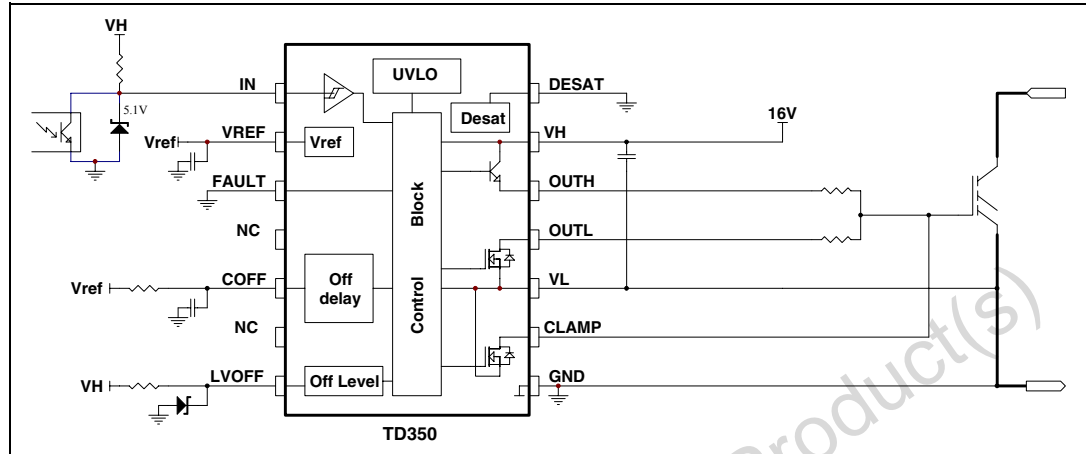 VH
IN
5.1V
Vref
VREF
FAULT
NC
Vref
COFF
NC
VH
LVOFF
UVLO
Vref
Desat
Control Block
Off delay
Off Level
DESAT
VH
16V
OUTH
OUTL
VL
CLAMP
GND
TD350
Product(s)